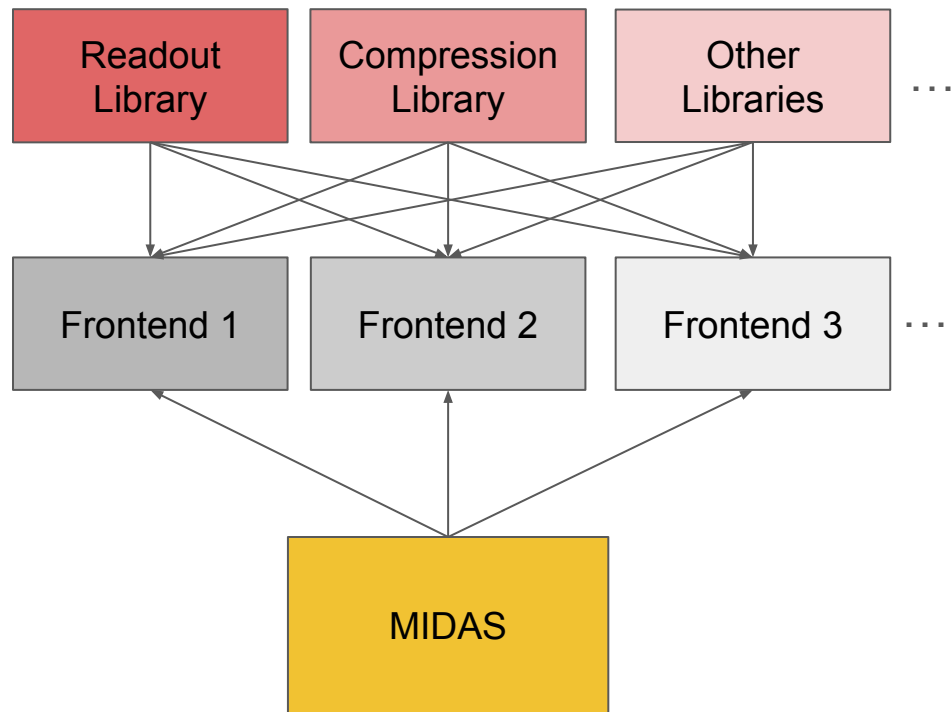 Readout
Library
Compression
Library
Other
Libraries
...
Frontend 1
Frontend 2
Frontend 3
...
MIDAS